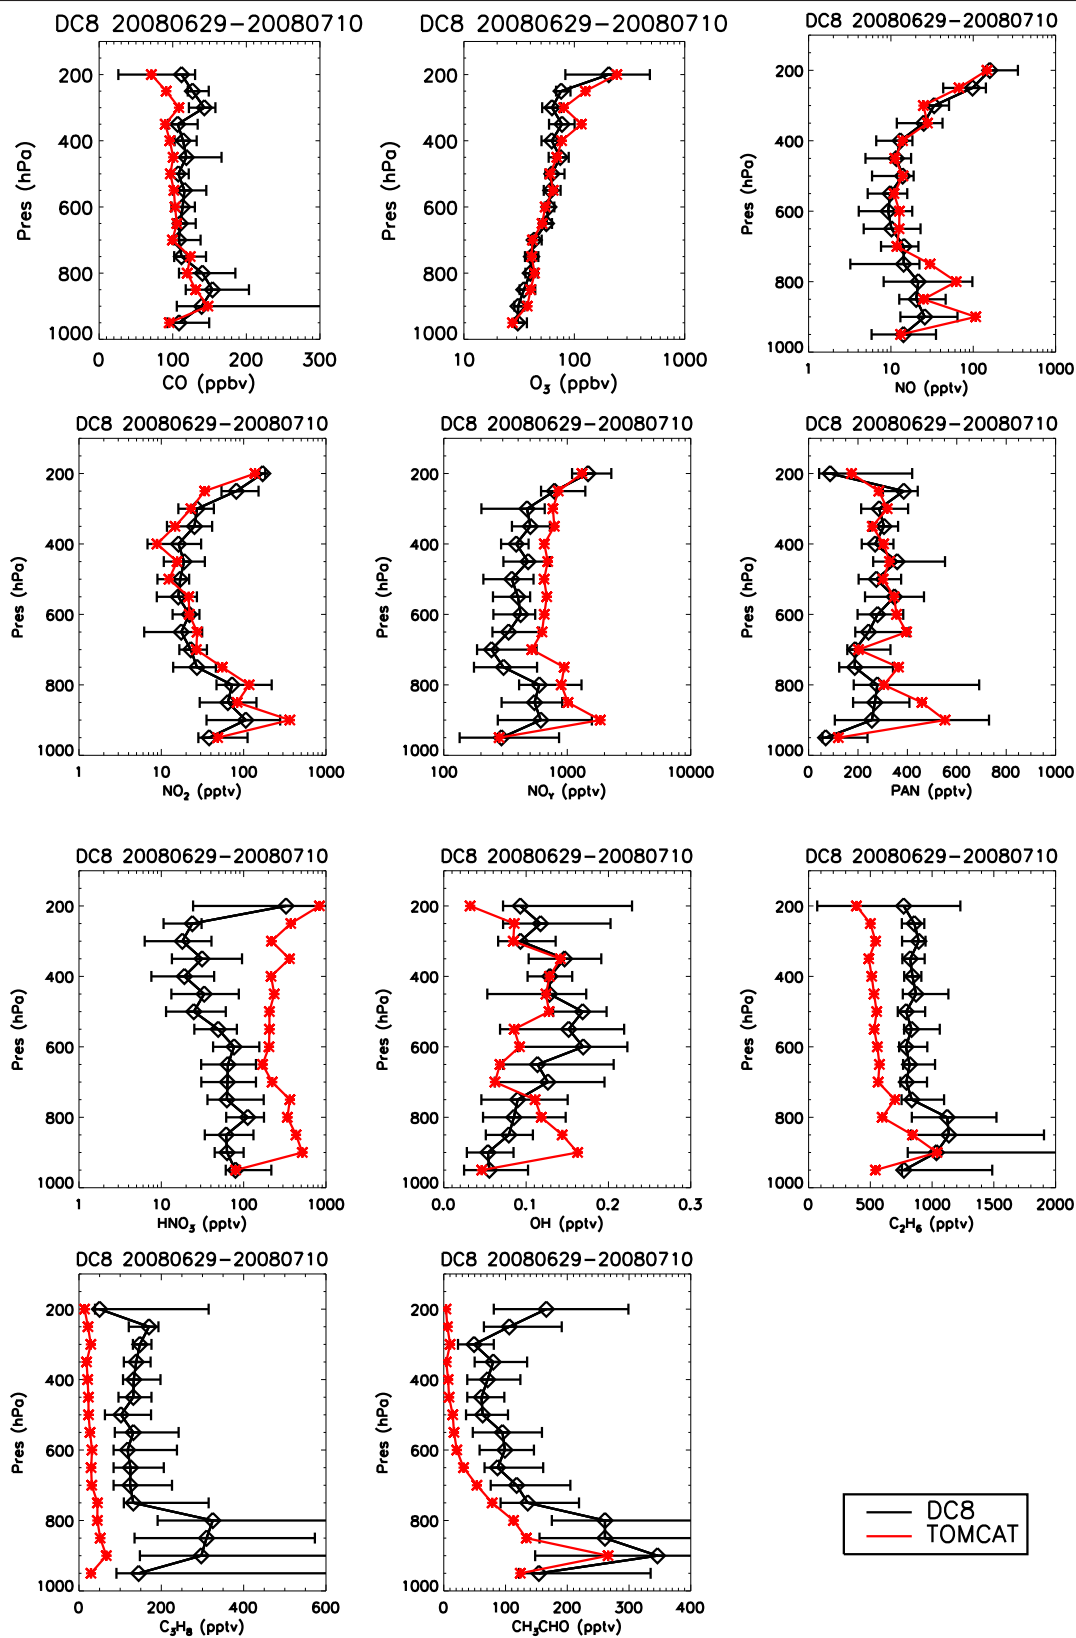 DC8 20080629-20080710 DC8 20080629-20080710 DC8 20080629-20080710
Pres (hPa) 200 400 600 800 1000
0 100 200 300
CO (ppbv)
Pres (hPa) 200 400 600 800 1000
10 100 1000
O3 (ppbv)
Pres (hPa) 200 400 600 800 1000
1 10 100 1000
NO (pptv)
DC8 20080629-20080710 DC8 20080629-20080710 DC8 20080629-20080710
Pres (hPa) 200 400 600 800 1000
1 10 100 1000
NO2 (pptv)
Pres (hPa) 200 400 600 800 1000
100 1000 10000
NOY (pptv)
Pres (hPa) 200 400 600 800 1000
0 200 400 600 800 1000
PAN (pptv)
DC8 20080629-20080710 DC8 20080629-20080710 DC8 20080629-20080710
Pres (hPa) 200 400 600 800 1000
1 10 100 1000
HNO3 (pptv)
Pres (hPa) 200 400 600 800 1000
0.0 0.1 0.2 0.3
OH (pptv)
Pres (hPa) 200 400 600 800 1000
0 500 1000 1500 2000
C2H6 (pptv)
DC8 20080629-20080710 DC8 20080629-20080710
Pres (hPa) 200 400 600 800 1000
0 200 400 600
C3H8 (pptv)
Pres (hPa) 200 400 600 800 1000
0 100 200 300 400
CH3CHO (pptv)
DC8
TOMCAT